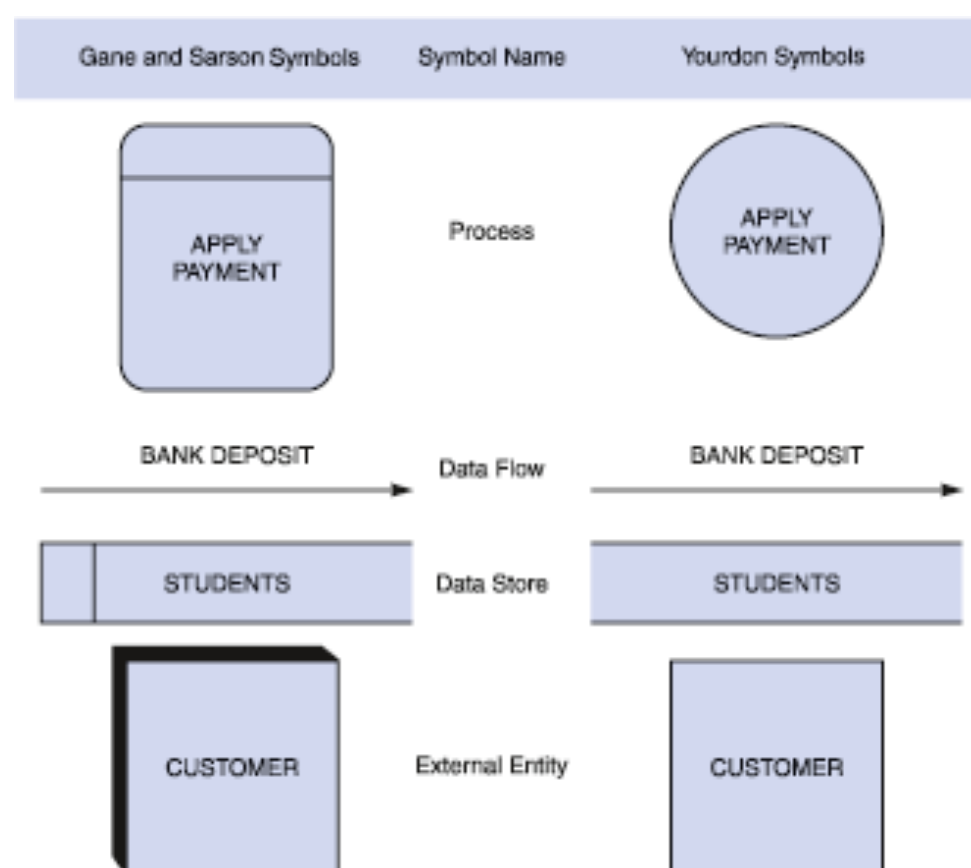 Gane and Sarson Symbols Symbol Name Yourdon Symbols
APPLY
PAYMENT
Process
APPLY
PAYMENT
BANK DEPOSIT
Data Flow
BANK DEPOSIT
STUDENTS
Data Store
STUDENTS
CUSTOMER
External Entity
CUSTOMER